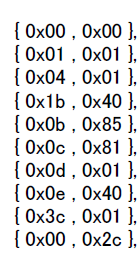 { 0x00 , 0x00 },
{ 0x01 , 0x01 },
{ 0x04 , 0x01 },
{ 0x1b , 0x40 },
{ 0x0b , 0x85 },
{ 0x0c , 0x81 },
{ 0x0d , 0x01 },
{ 0x0e , 0x40 },
{ 0x3c , 0x01 },
{ 0x00 , 0x2c },